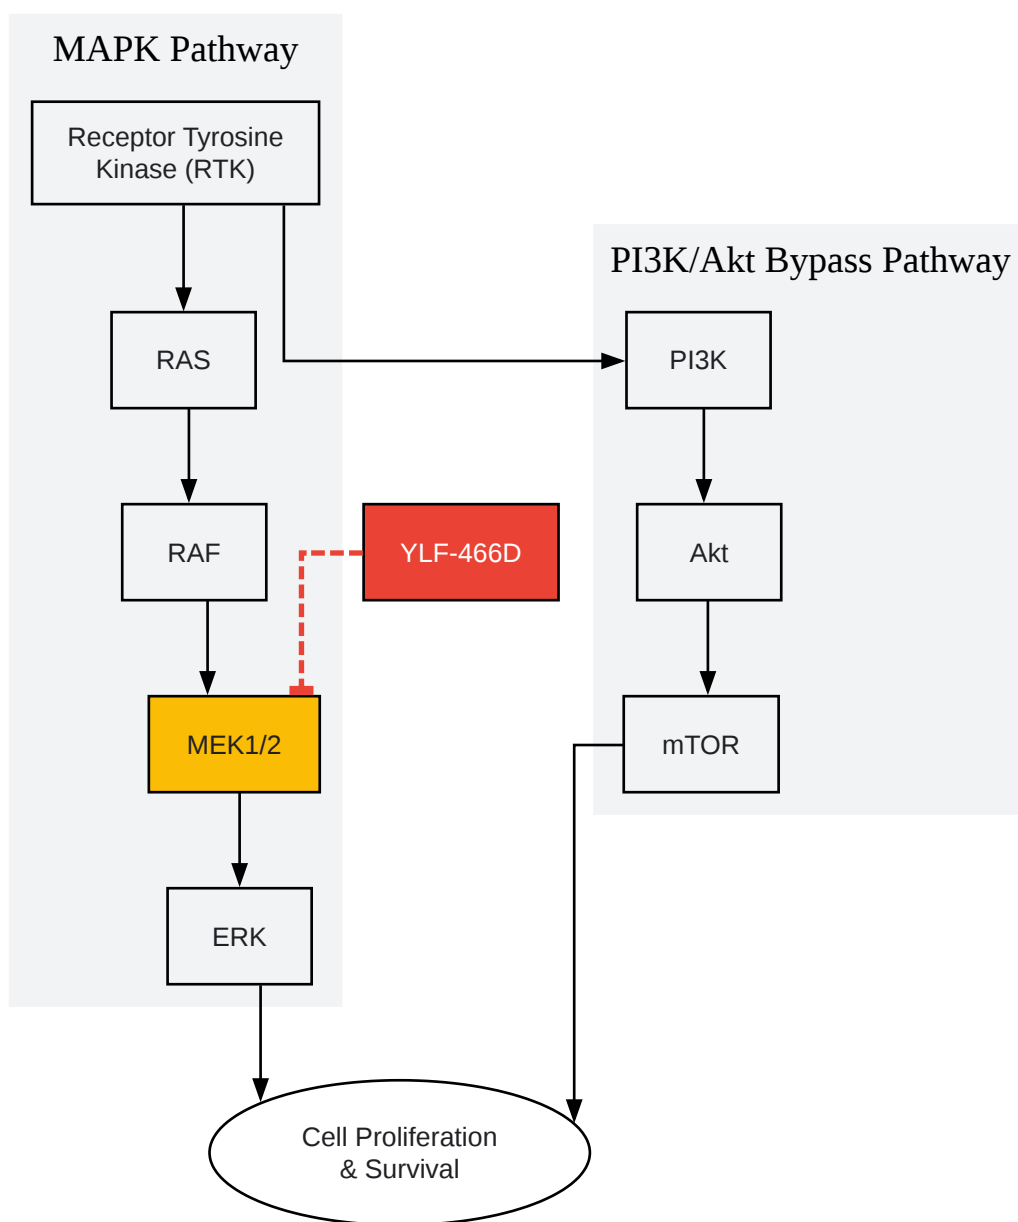 MAPK Pathway
Receptor Tyrosine
Kinase (RTK)
PI3K/Akt Bypass Pathway
RAS
PI3K
RAF
YLF-466D
Akt
MEK1/2
mTOR
ERK
Cell Proliferation
& Survival